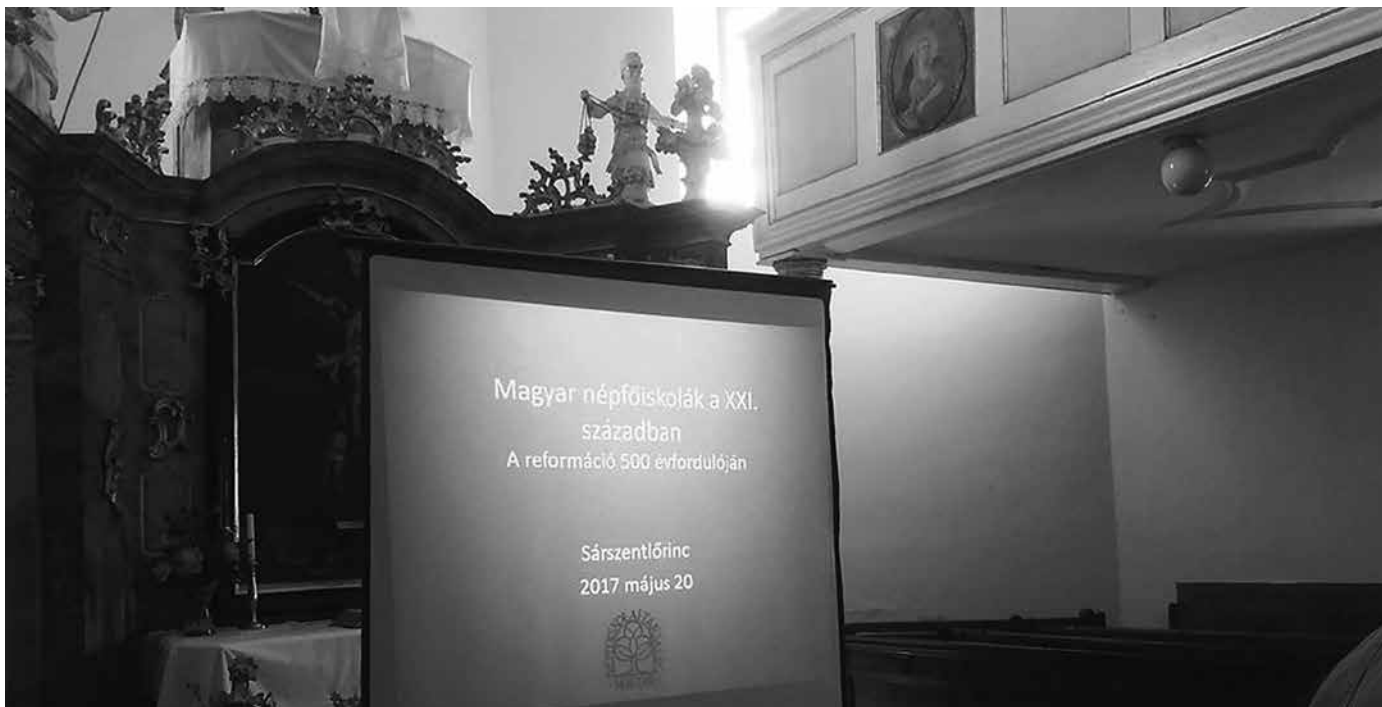 Magyar népfőiskolák a XXI.
században
A reformáció 500 évfordulóján
Sárszentlőrinc
2017 május 20